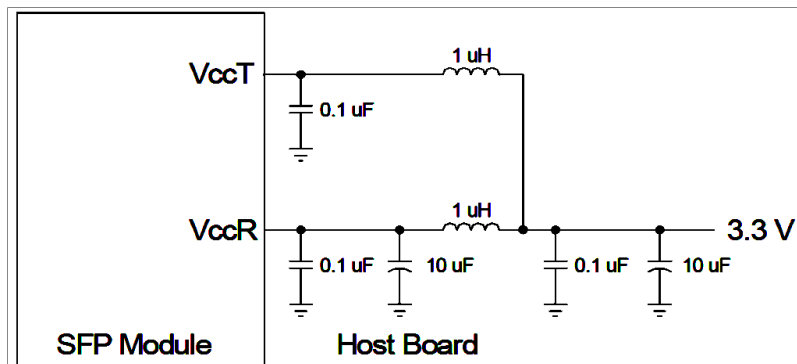 1 uH
VccT
0.1 uF
1 uH
VccR
3.3 V
0.1 uF
10 uF
0.1 uF
10 uF
SFP Module
Host Board